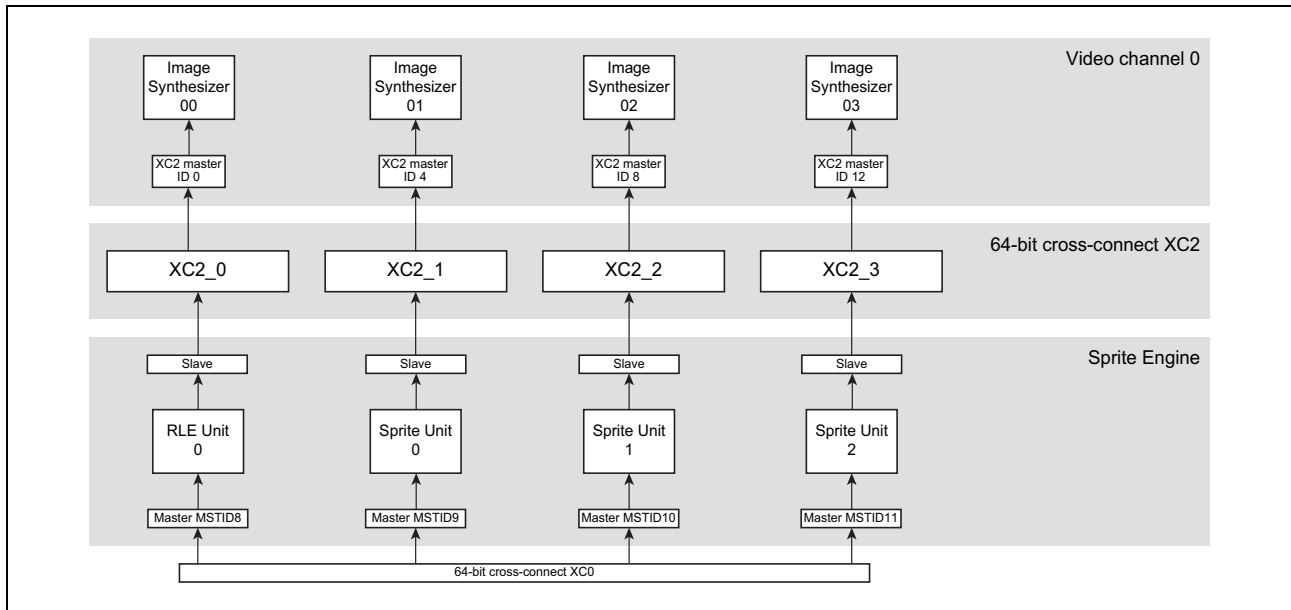 Video channel 0
Image
Synthesizer
00
Image
Synthesizer
01
Image
Synthesizer
02
Image
Synthesizer
03
XC2 master
ID 0
XC2 master
ID 4
XC2 master
ID 8
XC2 master
ID 12
64-bit cross-connect XC2
XC2_0
XC2_1
XC2_2
XC2_3
Sprite Engine
Slave
Slave
Slave
Slave
RLE Unit
0
Sprite Unit
0
Sprite Unit
1
Sprite Unit
2
Master MSTID8
Master MSTID9
Master MSTID10
Master MSTID11
64-bit cross-connect XC0